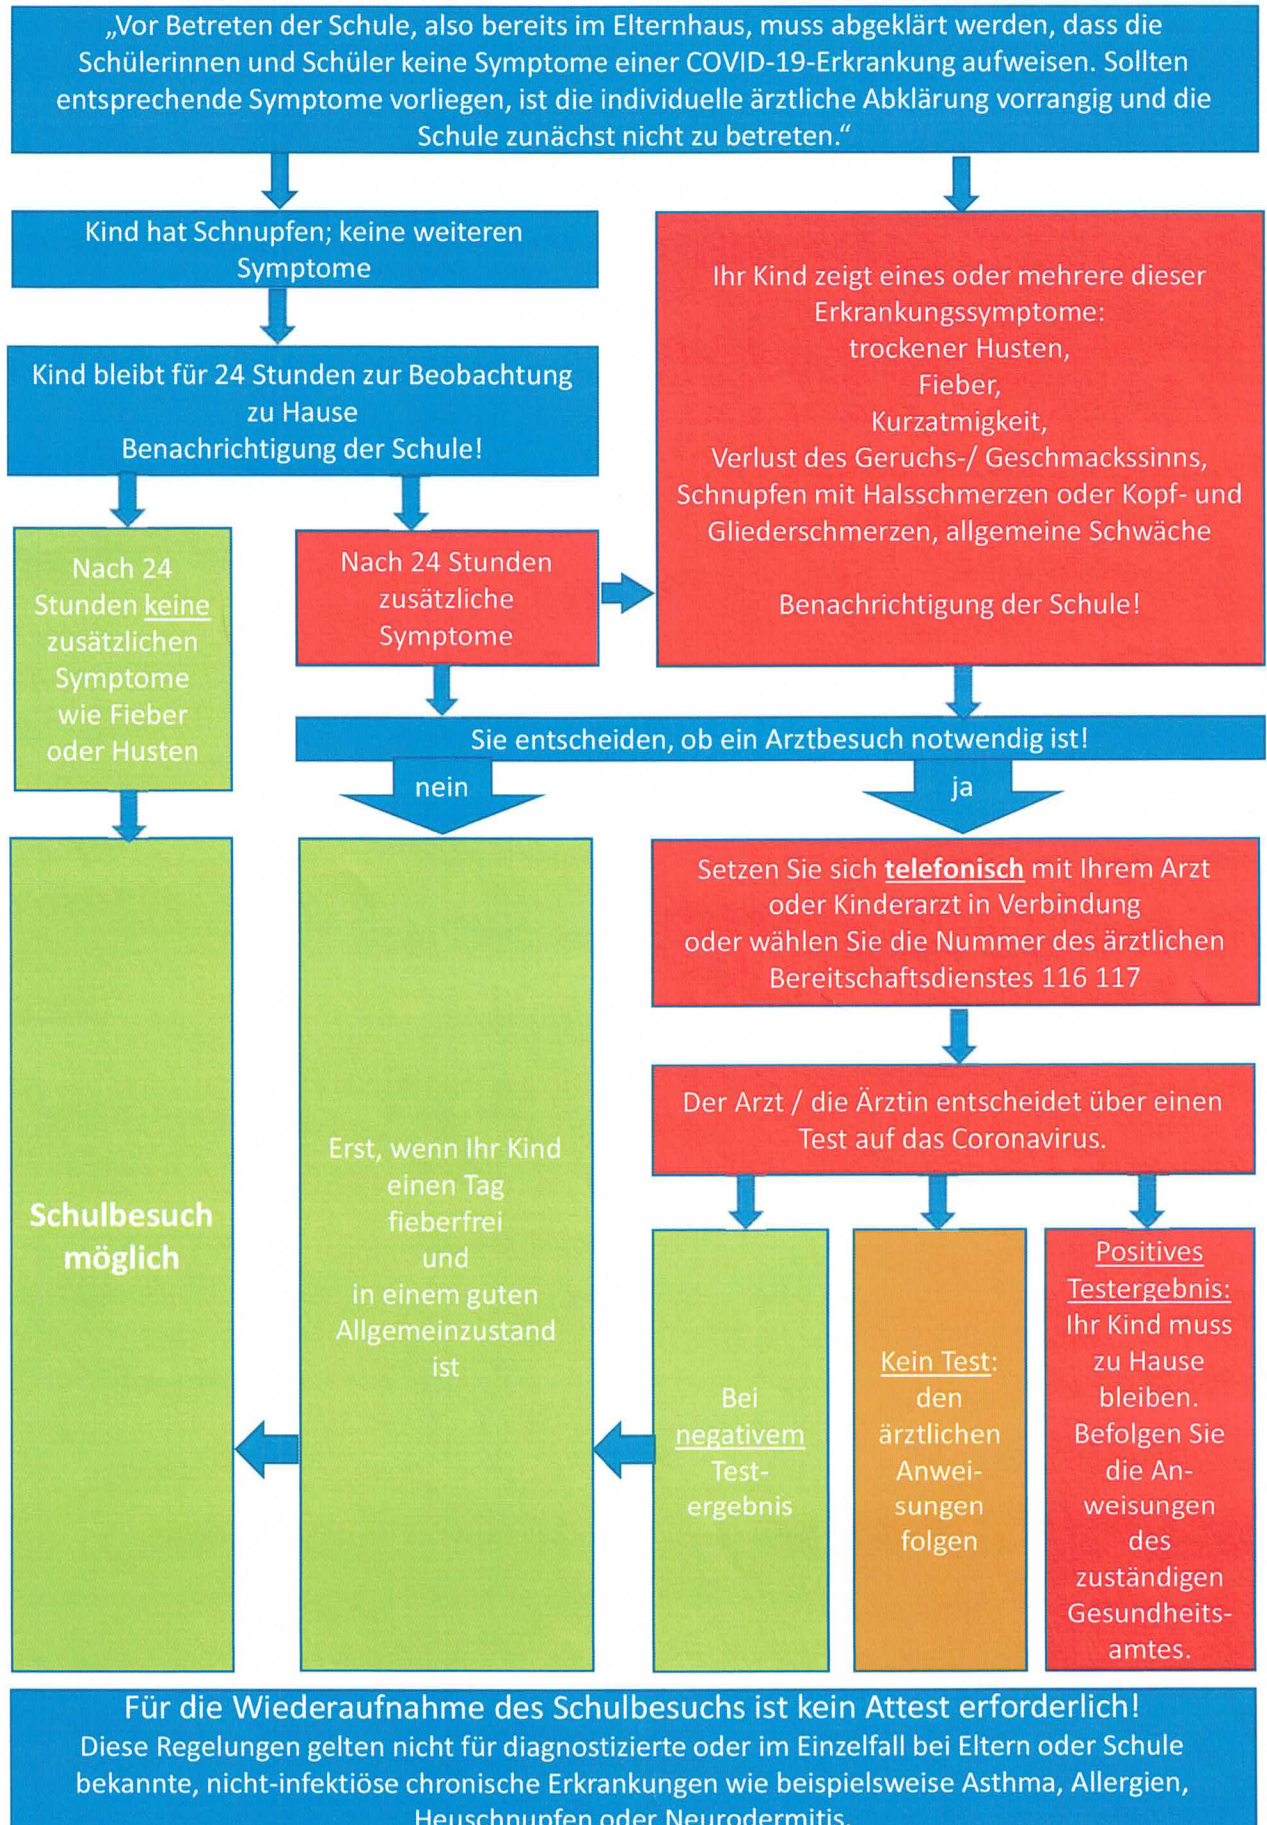 „Vor Betreten der Schule, also bereits im Elternhaus, muss abgeklärt werden, dass die
Schülerinnen und Schüler keine Symptome einer COVID-19-Erkrankung aufweisen. Sollten
entsprechende Symptome vorliegen, ist die individuelle ärztliche Abklärung vorrangig und die
Schule zunächst nicht zu betreten.“
Kind hat Schnupfen; keine weiteren
Symptome
Kind bleibt für 24 Stunden zur Beobachtung
zu Hause
Benachrichtigung der Schule!
Ihr Kind zeigt eines oder mehrere dieser
Erkrankungssymptome:
trockener Husten,
Fieber,
Kurzatmigkeit,
Verlust des Geruchs-/ Geschmackssinns,
Schnupfen mit Halsschmerzen oder Kopf- und
Gliederschmerzen, allgemeine Schwäche
Benachrichtigung der Schule!
Nach 24
Stunden keine
zusätzlichen
Symptome
wie Fieber
oder Husten
Nach 24 Stunden
zusätzliche
Symptome
Sie entscheiden, ob ein Arztbesuch notwendig ist!
nein
ja
Schulbesuch
möglich
Erst, wenn Ihr Kind
einen Tag
fieberfrei
und
in einem guten
Allgemeinzustand
ist
Setzen Sie sich telefonisch mit Ihrem Arzt
oder Kinderarzt in Verbindung
oder wählen Sie die Nummer des ärztlichen
Bereitschaftsdienstes 116 117
Der Arzt / die Ärztin entscheidet über einen
Test auf das Coronavirus.
Bei
negativem
Test-
ergebnis
Kein Test:
den
ärztlichen
Anwei-
sungen
folgen
Positives
Testergebnis:
Ihr Kind muss
zu Hause
bleiben.
Befolgen Sie
die An-
weisungen
des
zuständigen
Gesundheits-
amtes.
Für die Wiederaufnahme des Schulbesuchs ist kein Attest erforderlich!
Diese Regelungen gelten nicht für diagnostizierte oder im Einzelfall bei Eltern oder Schule
bekannte, nicht-infektiöse chronische Erkrankungen wie beispielsweise Asthma, Allergien,
Heuschnupfen oder Neurodermitis.